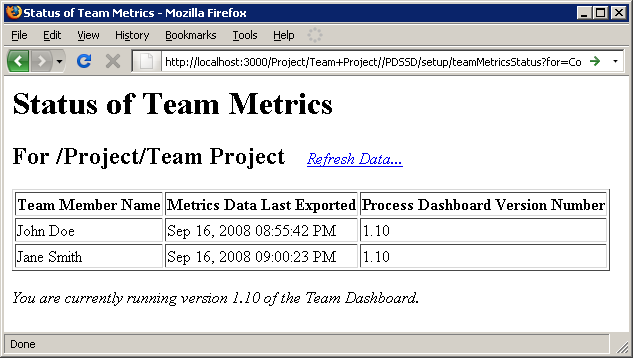 Status of Team Metrics - Mozilla Firefox
File Edit View History Bookmarks Tools Help
http://localhost:3000/Project/Team+Project//PDSSD/setup/teamMetricsStatus?for=Co
Status of Team Metrics
For /Project/Team Project Refresh Data...
Team Member Name Metrics Data Last Exported Process Dashboard Version Number
John Doe Sep 16, 2008 08:55:42 PM 1.10
Jane Smith Sep 16, 2008 09:00:23 PM 1.10
You are currently running version 1.10 of the Team Dashboard.
Done